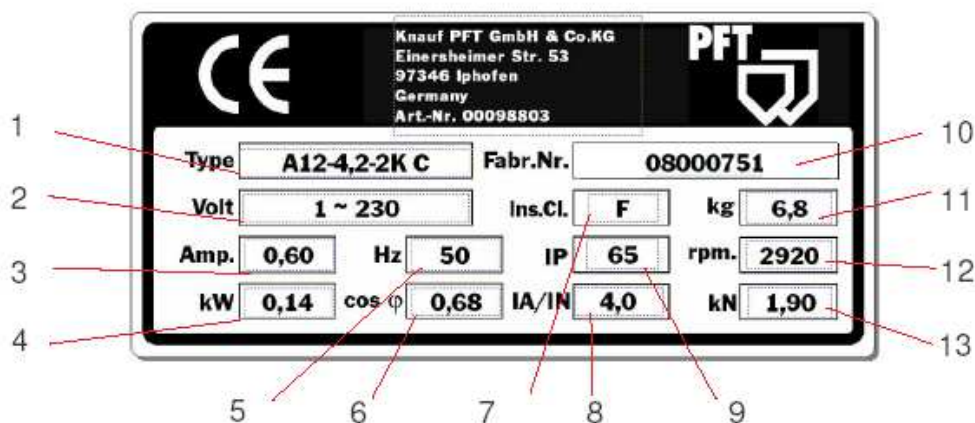 CE
Knauf PFT GmbH & Co.KG
Einersheimer Str. 53
97346 Iphofen
Germany
Art.-Nr. 00098803
PFT
1
Type A12-4,2-2K C Fabr.Nr. 08000751
10
2
Volt 1 ~ 230 Ins.Cl. F kg 6,8
11
3
Amp. 0,60 Hz 50 IP 65 rpm. 2920
12
4
kW 0,14 cos φ 0,68 IA/IN 4,0 kN 1,90
13
5 6 7 8 9